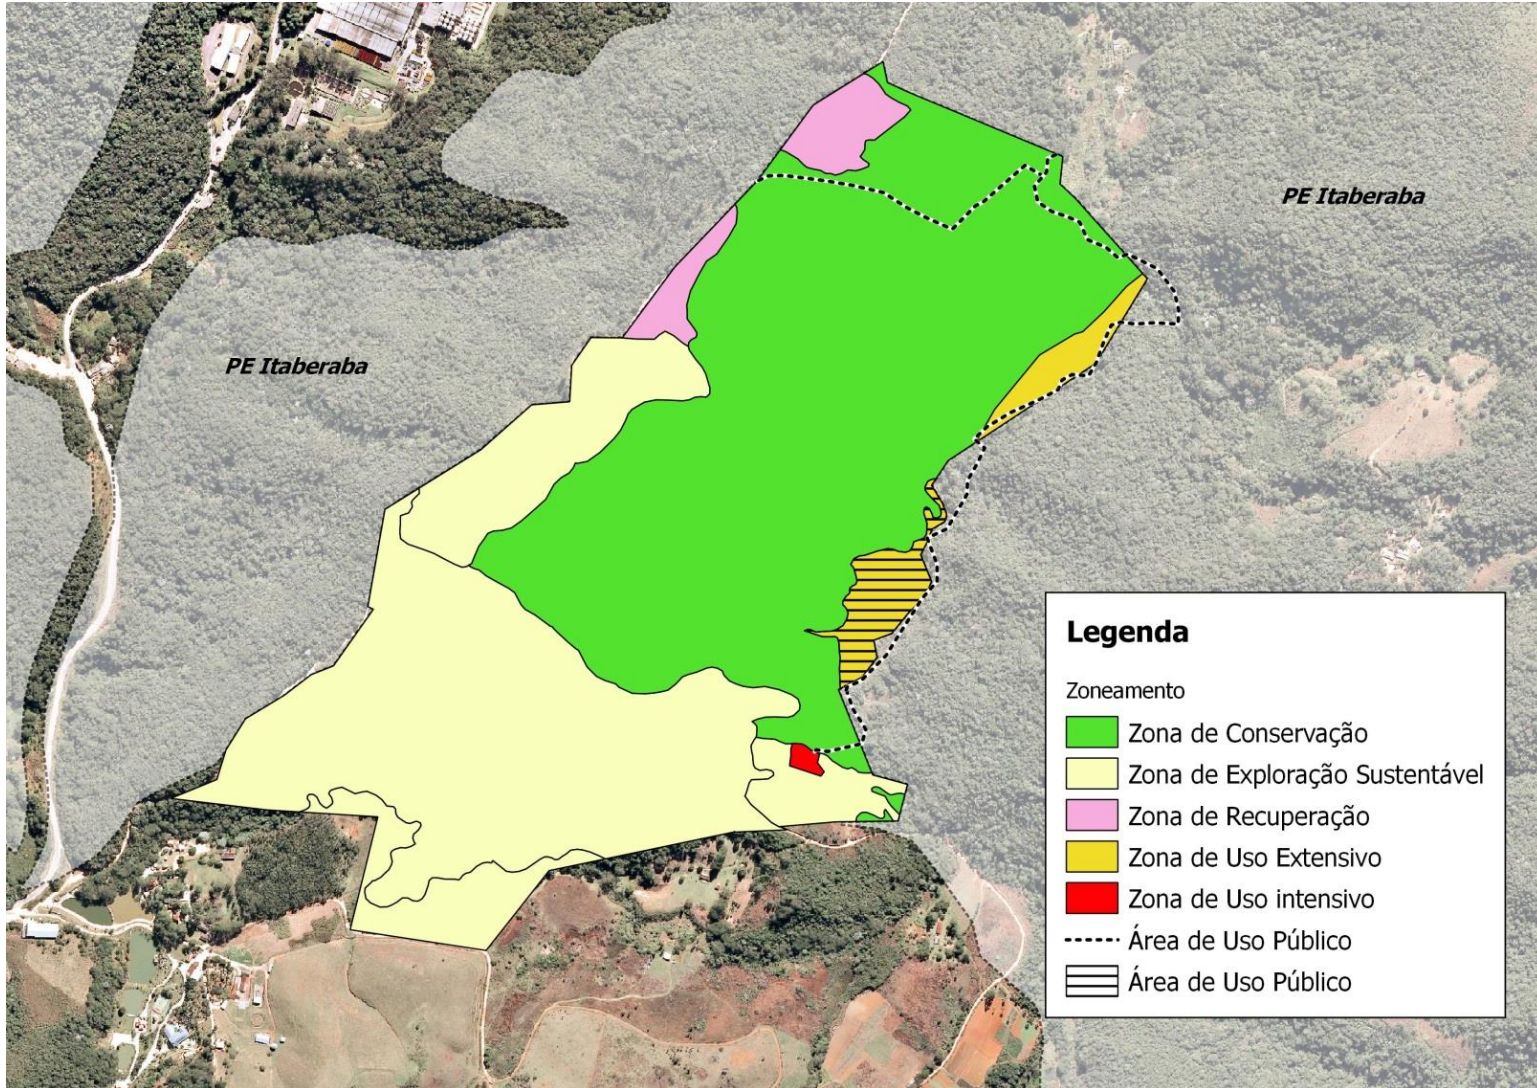 PE Itaberaba
PE Itaberaba
Legenda
Zoneamento
Zona de Conservação
Zona de Exploração Sustentável
Zona de Recuperação
Zona de Uso Extensivo
Zona de Uso intensivo
Área de Uso Público
Área de Uso Público